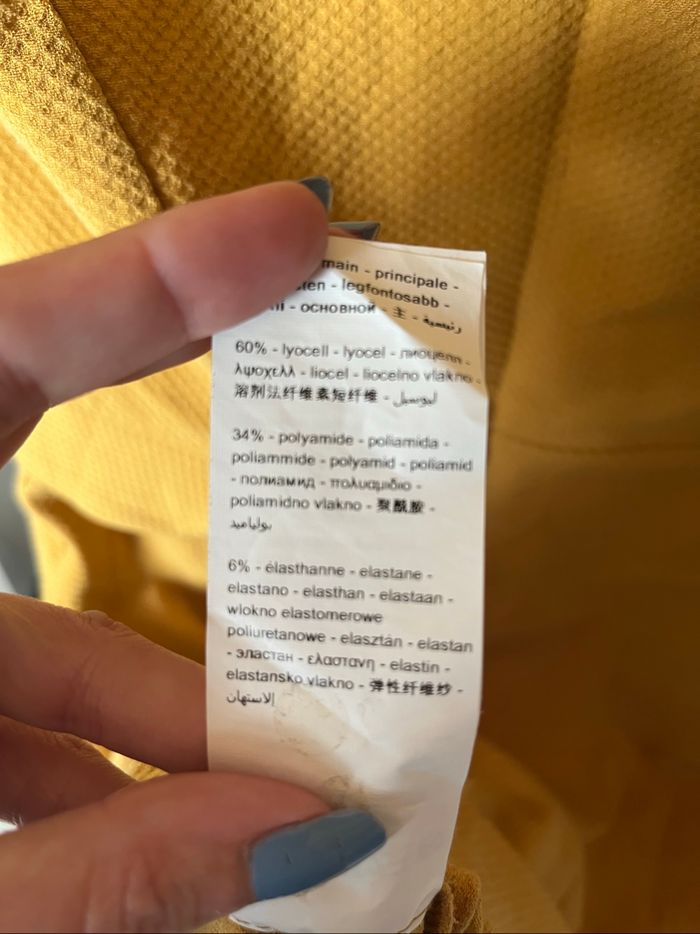 main - principale -
- legfontosabb -
- основной - 主 - رئيسية
60% - lyocell - lyocel - лиоцелл -
λψοχελλ - liocel - liocelno vlakno -
溶剂法纤维素短纤维 - ليوسيل
34% - polyamide - poliamida -
poliammide - polyamid - poliamid
- полиамид - πολυαμιδιο -
poliamidno vlakno - 聚酰胺 -
بولياميد
6% - élasthanne - elastane -
elastano - elasthan - elastaan -
wlokno elastomerowe
poliuretanowe - elasztán - elastan
- эластан - ελαστανη - elastin -
elastansko vlakno - 弹性纤维纱 -
إلاستهان